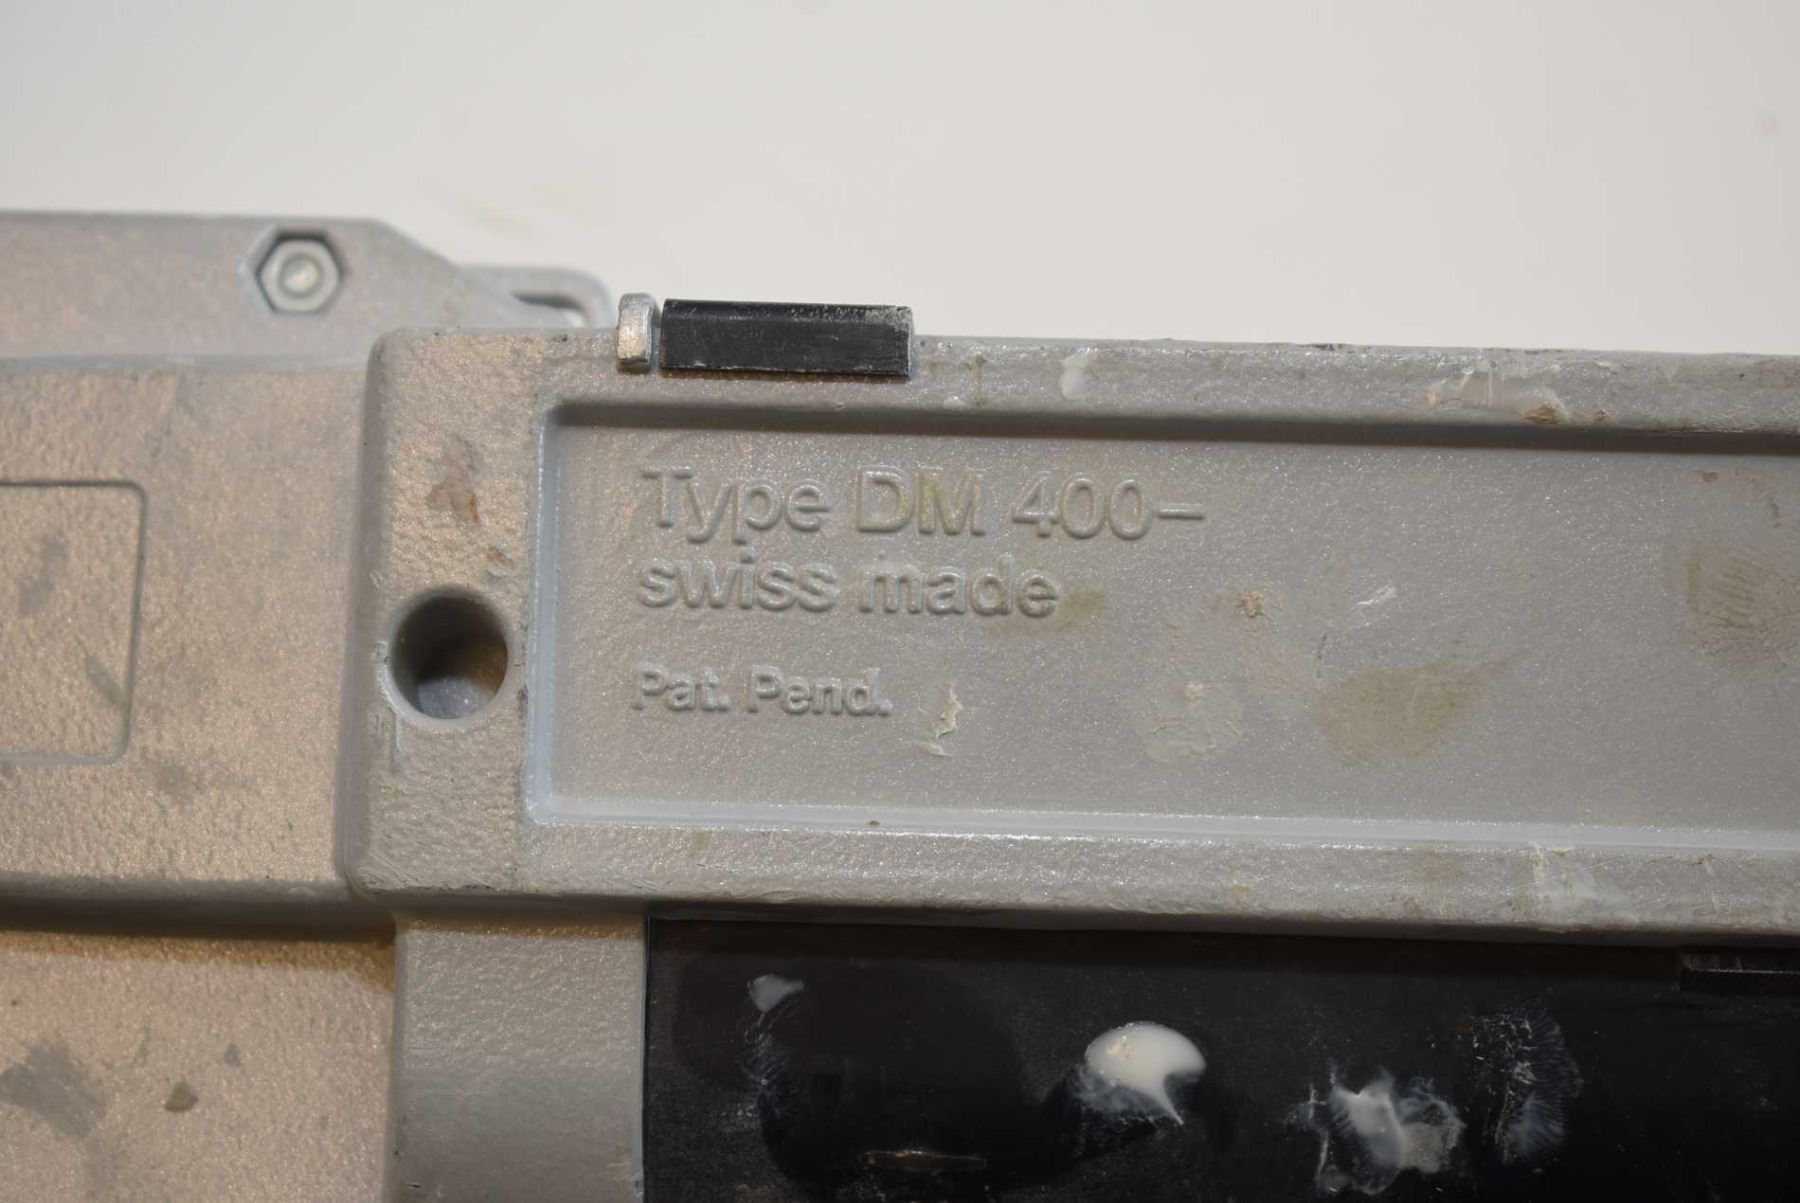 Type DM 400-
swiss made
Pat. Pend.